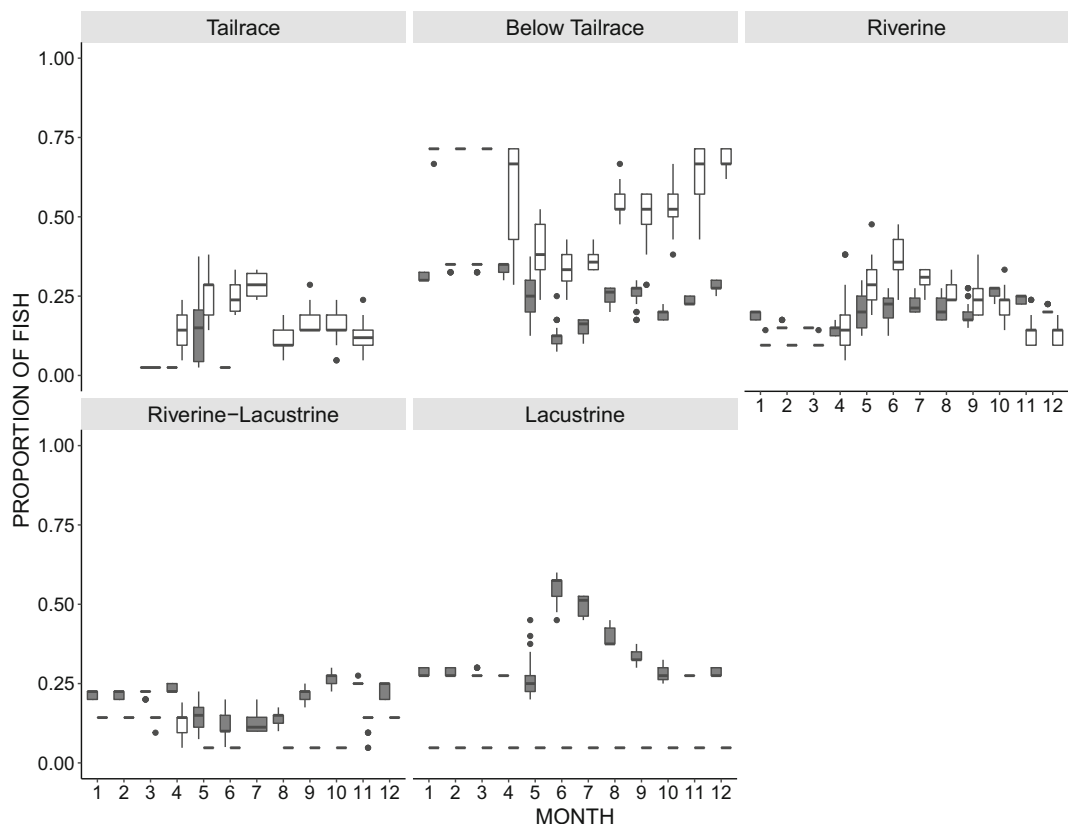 Tailrace Below Tailrace Riverine
1.00
0.75
0.50
0.25
0.00
1 2 3 4 5 6 7 8 9 10 11 12
Riverine−Lacustrine Lacustrine
1.00
0.75
0.50
0.25
0.00
1 2 3 4 5 6 7 8 9 10 11 12 1 2 3 4 5 6 7 8 9 10 11 12
MONTH
PROPORTION OF FISH